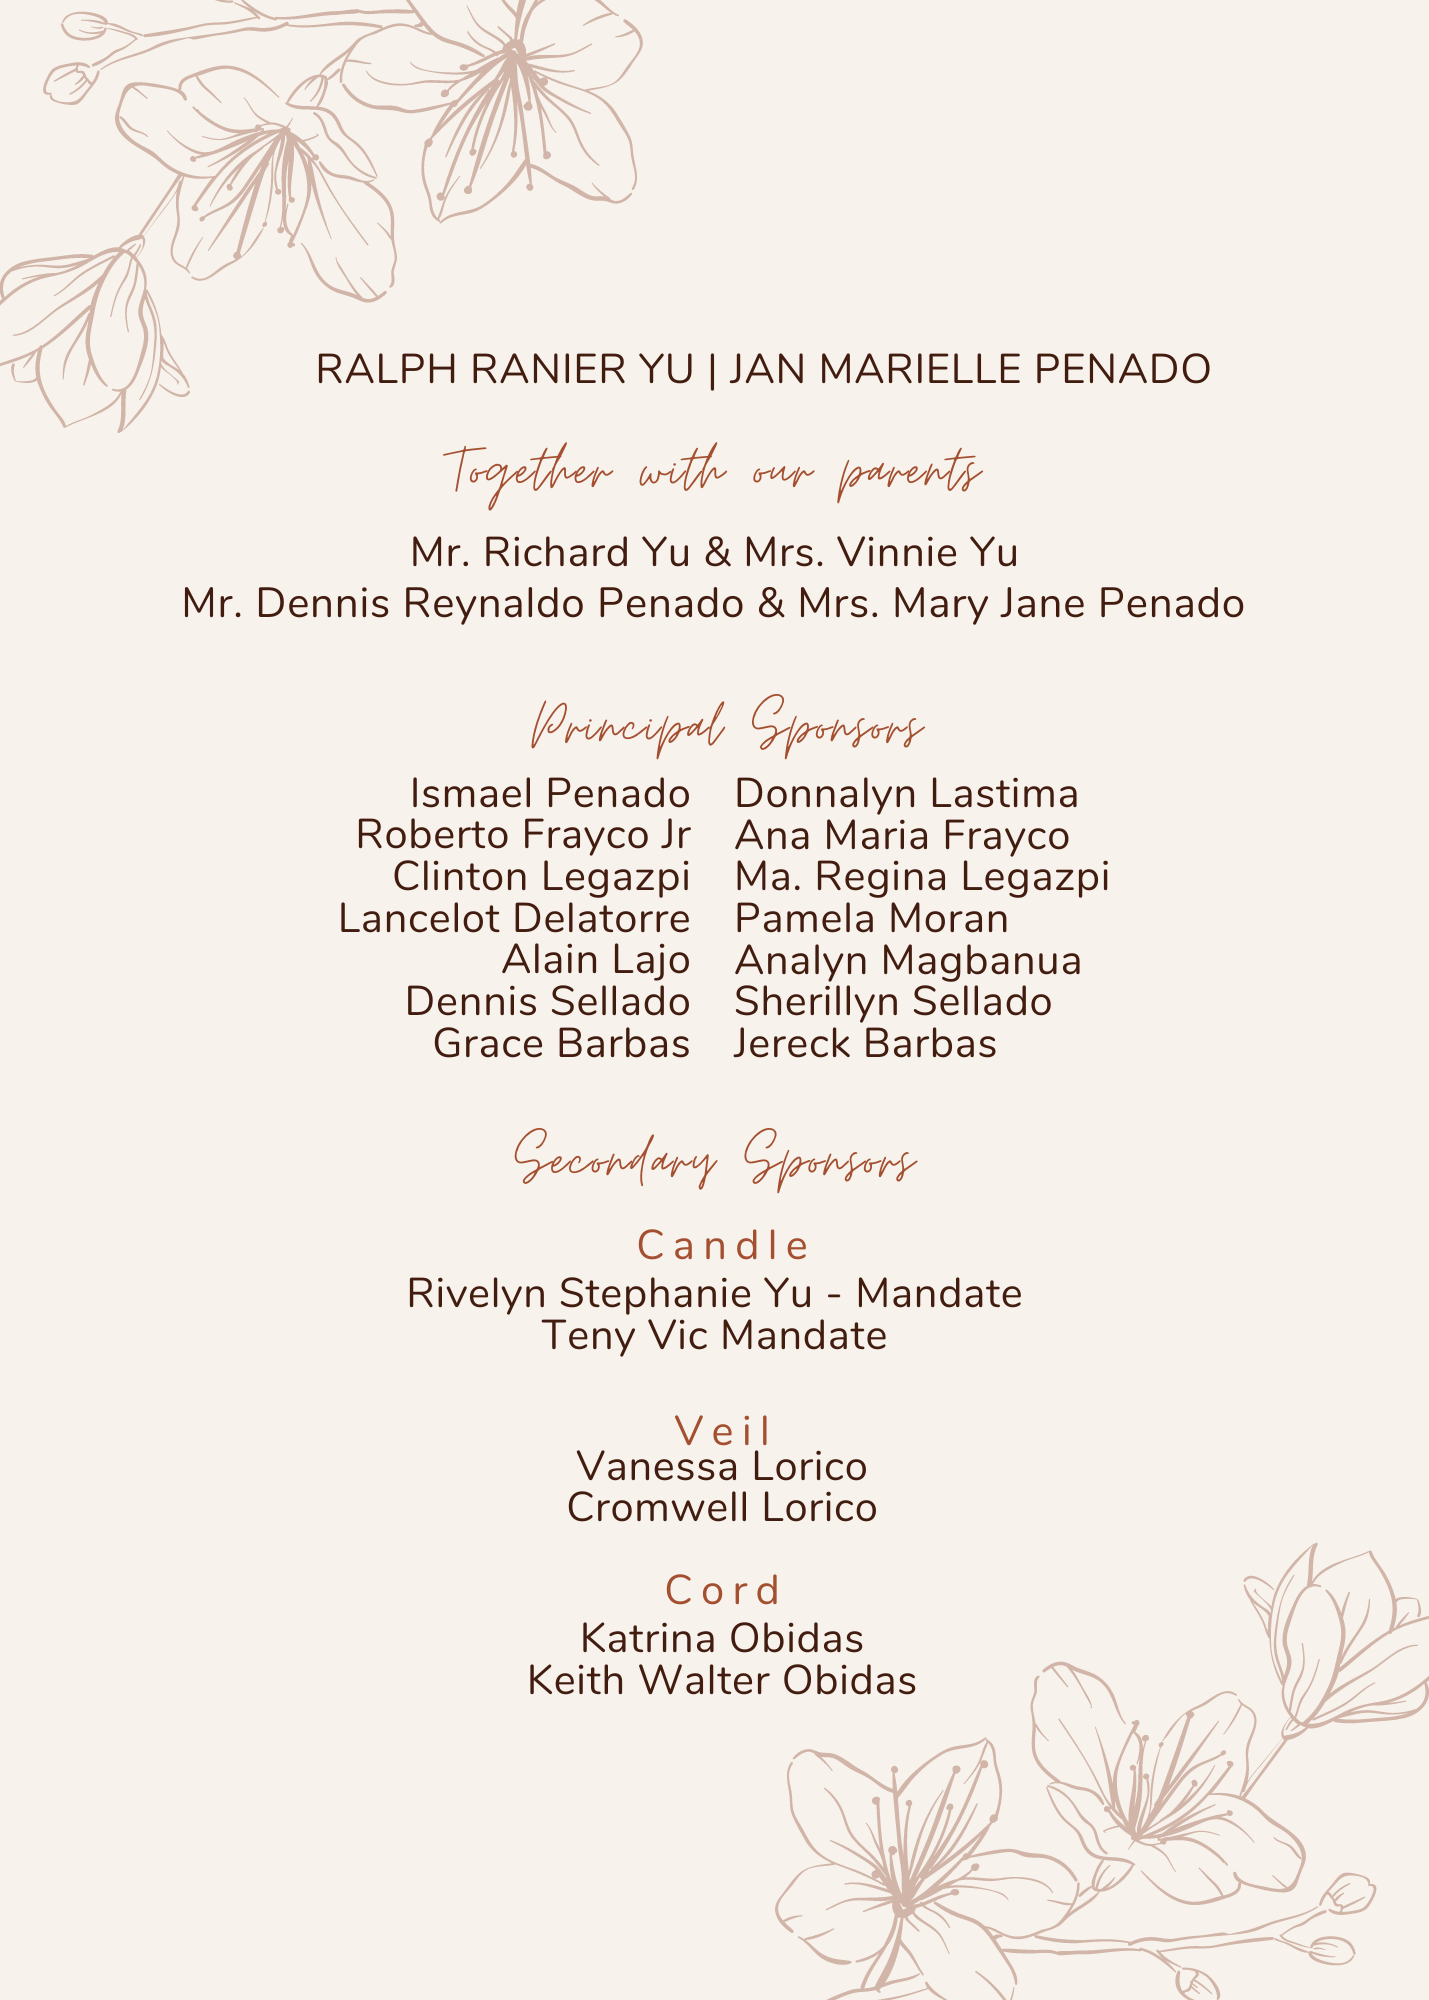 RALPH RANIER YU | JAN MARIELLE PENADO
Together with our parents
Mr. Richard Yu & Mrs. Vinnie Yu
Mr. Dennis Reynaldo Penado & Mrs. Mary Jane Penado
Principal Sponsors
Ismael Penado Donnalyn Lastima
Roberto Frayco Jr Ana Maria Frayco
Clinton Legazpi Ma. Regina Legazpi
Lancelot Delatorre Pamela Moran
Alain Lajo Analyn Magbanua
Dennis Sellado Sherillyn Sellado
Grace Barbas Jereck Barbas
Secondary Sponsors
Candle
Rivelyn Stephanie Yu - Mandate
Teny Vic Mandate
Veil
Vanessa Lorico
Cromwell Lorico
Cord
Katrina Obidas
Keith Walter Obidas